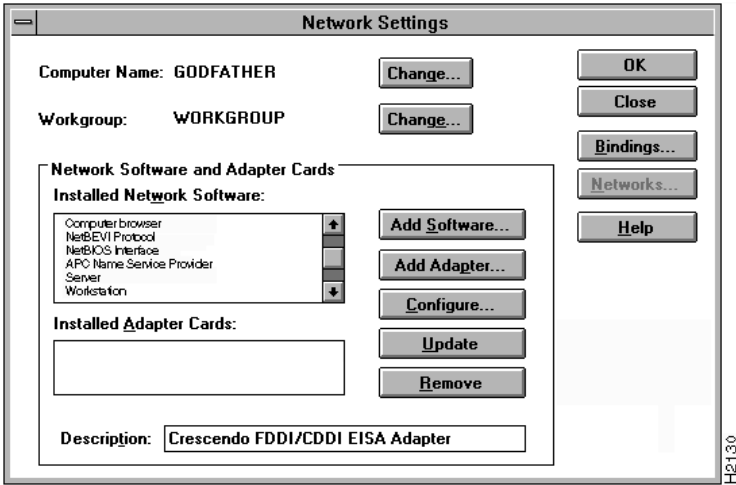 Network Settings
Computer Name: GODFATHER
Change...
OK
Close
Workgroup: WORKGROUP
Change...
Bindings...
Networks...
Help
Network Software and Adapter Cards
Installed Network Software:
Computer browser
NetBEVI Protocol
NetBIOS Interface
APC Name Service Provider
Server
Workstation
Add Software...
Add Adapter...
Configure...
Update
Remove
Installed Adapter Cards:
Description: Crescendo FDDI/CDDI EISA Adapter
H2130